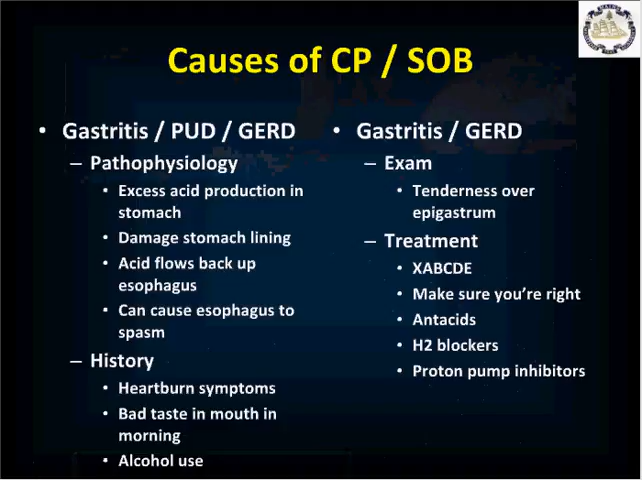 Causes of CP / SOB
• Gastritis / PUD / GERD
– Pathophysiology
• Excess acid production in
stomach
• Damage stomach lining
• Acid flows back up
esophagus
• Can cause esophagus to
spasm
– History
• Heartburn symptoms
• Bad taste in mouth in
morning
• Alcohol use
• Gastritis / GERD
– Exam
• Tenderness over
epigastrum
– Treatment
• XABCDE
• Make sure you're right
• Antacids
• H2 blockers
• Proton pump inhibitors